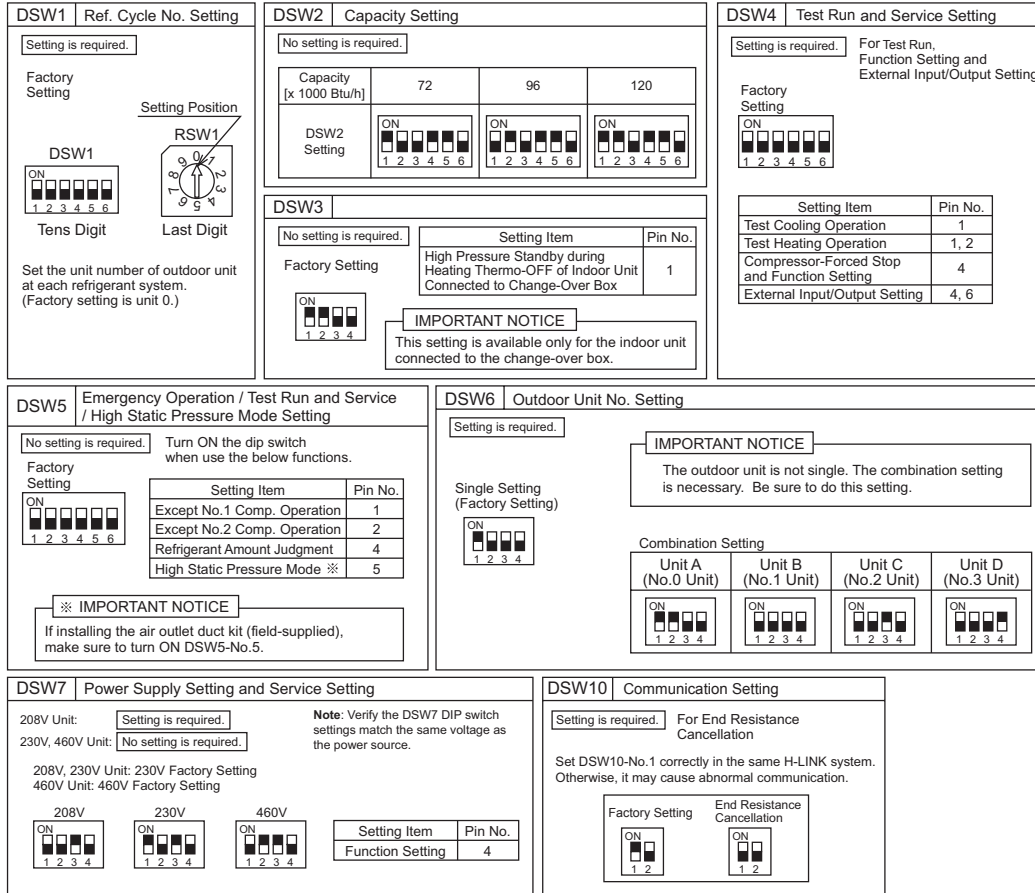 DSW1 Ref. Cycle No. Setting
Setting is required.
Factory
Setting
Setting Position
DSW1
RSW1
ON
1 2 3 4 5 6
0 1 2 3 4 5 6 7 8 9
Tens Digit
Last Digit
Set the unit number of outdoor unit
at each refrigerant system.
(Factory setting is unit 0.)
DSW2 Capacity Setting
No setting is required.
Capacity
[x 1000 Btu/h]
72 96 120
DSW2
Setting
ON ON ON
1 2 3 4 5 6 1 2 3 4 5 6 1 2 3 4 5 6
DSW3
No setting is required.
Factory Setting
ON
1 2 3 4
Setting Item Pin No.
High Pressure Standby during
Heating Thermo-OFF of Indoor Unit
Connected to Change-Over Box
1
IMPORTANT NOTICE
This setting is available only for the indoor unit
connected to the change-over box.
DSW4 Test Run and Service Setting
Setting is required.
For Test Run,
Function Setting and
External Input/Output Setting
Factory
Setting
ON
1 2 3 4 5 6
Setting Item Pin No.
Test Cooling Operation 1
Test Heating Operation 1, 2
Compressor-Forced Stop
and Function Setting
4
External Input/Output Setting 4, 6
DSW5 Emergency Operation / Test Run and Service
/ High Static Pressure Mode Setting
No setting is required.
Turn ON the dip switch
when use the below functions.
Factory
Setting
ON
1 2 3 4 5 6
Setting Item Pin No.
Except No.1 Comp. Operation 1
Except No.2 Comp. Operation 2
Refrigerant Amount Judgment 4
High Static Pressure Mode ※ 5
※ IMPORTANT NOTICE
If installing the air outlet duct kit (field-supplied),
make sure to turn ON DSW5-No.5.
DSW6 Outdoor Unit No. Setting
Setting is required.
IMPORTANT NOTICE
The outdoor unit is not single. The combination setting
is necessary. Be sure to do this setting.
Single Setting
(Factory Setting)
ON
1 2 3 4
Combination Setting
Unit A
(No.0 Unit)
Unit B
(No.1 Unit)
Unit C
(No.2 Unit)
Unit D
(No.3 Unit)
ON ON ON ON
1 2 3 4 1 2 3 4 1 2 3 4 1 2 3 4
DSW7 Power Supply Setting and Service Setting
208V Unit: Setting is required.
230V, 460V Unit: No setting is required.
Note: Verify the DSW7 DIP switch
settings match the same voltage as
the power source.
208V, 230V Unit: 230V Factory Setting
460V Unit: 460V Factory Setting
208V 230V 460V
ON ON ON
1 2 3 4 1 2 3 4 1 2 3 4
Setting Item Pin No.
Function Setting 4
DSW10 Communication Setting
Setting is required.
For End Resistance
Cancellation
Set DSW10-No.1 correctly in the same H-LINK system.
Otherwise, it may cause abnormal communication.
Factory Setting
End Resistance
Cancellation
ON ON
1 2 1 2